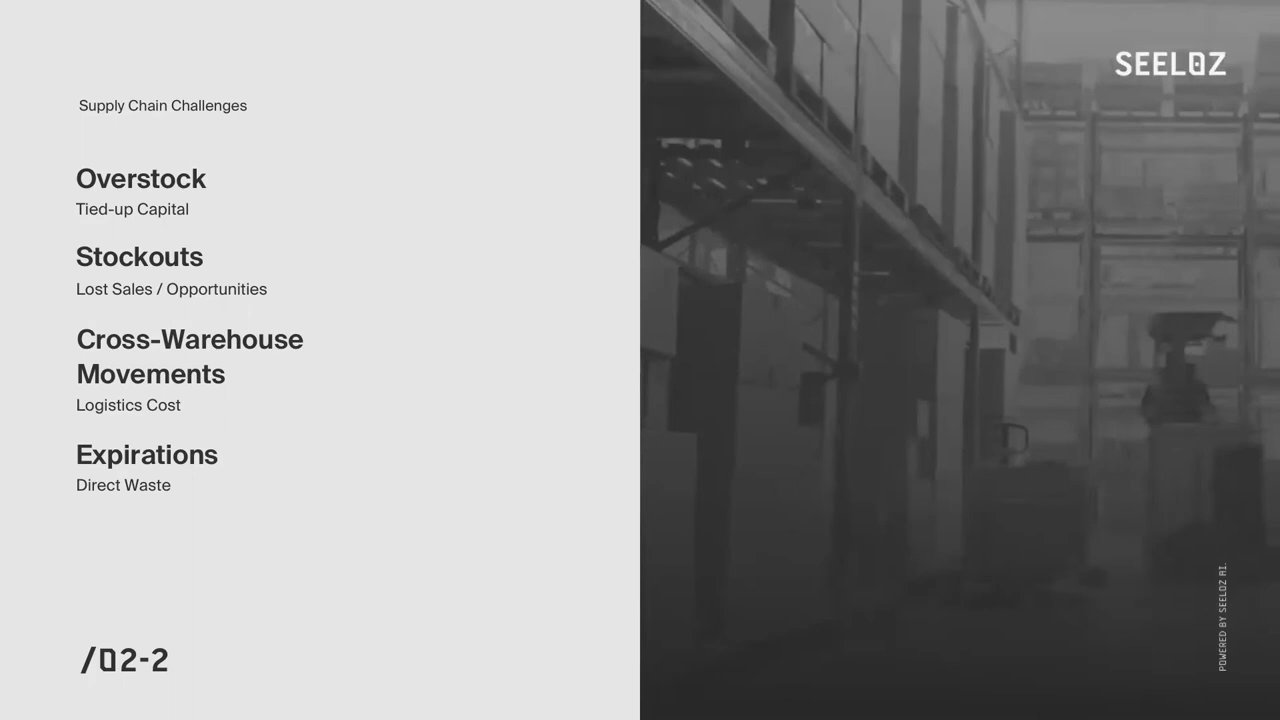 Supply Chain Challenges
Overstock
Tied-up Capital
Stockouts
Lost Sales / Opportunities
Cross-Warehouse
Movements
Logistics Cost
Expirations
Direct Waste
/02-2
SEELOZ
POWERED BY SEELOZ AI.